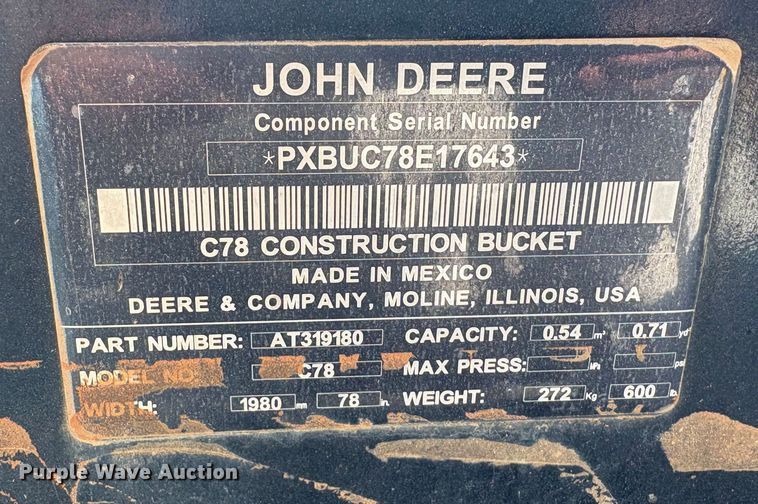 JOHN DEERE
Component Serial Number
*PXBUC78E17643*
C78 CONSTRUCTION BUCKET
MADE IN MEXICO
DEERE & COMPANY, MOLINE, ILLINOIS, USA
PART NUMBER: AT319180 CAPACITY: 0.54 m³ 0.71 yd³
MODEL NO: C78 MAX PRESS: kPa psi
WIDTH: 1980 mm 78 in. WEIGHT: 272 Kg 600 lb.
Purple Wave Auction